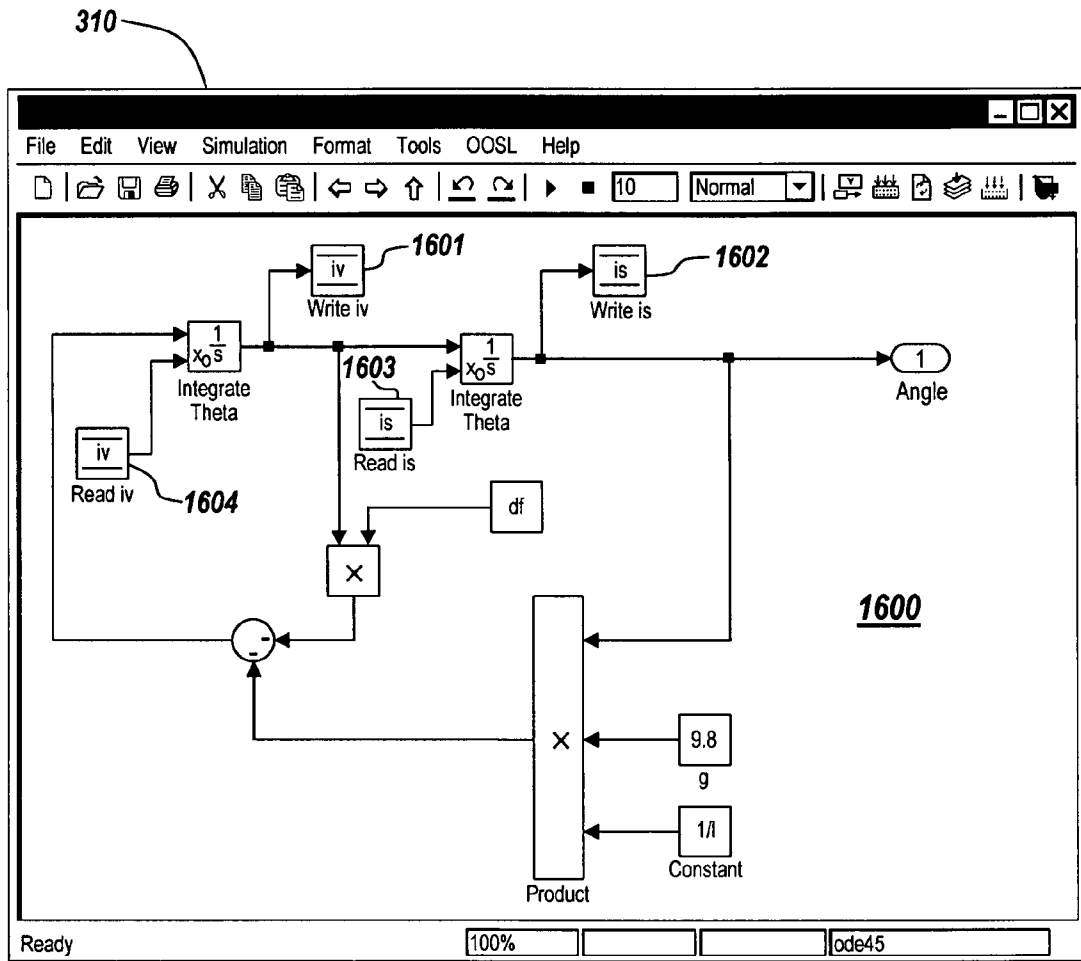 310
File Edit View Simulation Format Tools OOSL Help
10 Normal
iv
1601
Write iv
is
1602
Write is
x0 1/s
Integrate
Theta
1603
x0 1/s
Integrate
Theta
1
Angle
iv
Read iv
1604
is
Read is
df
×
1600
- -
×
9.8
g
1/l
Constant
Product
Ready 100% ode45